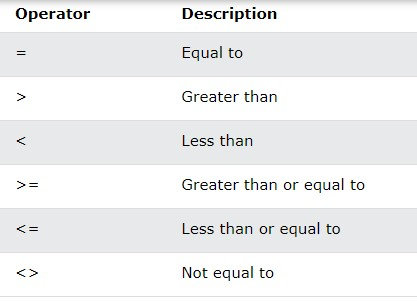 Operator Description
= Equal to
> Greater than
< Less than
>= Greater than or equal to
<= Less than or equal to
<> Not equal to